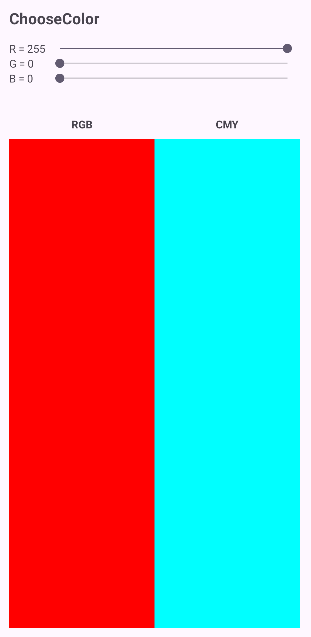 ChooseColor
R = 255
G = 0
B = 0
RGB CMY